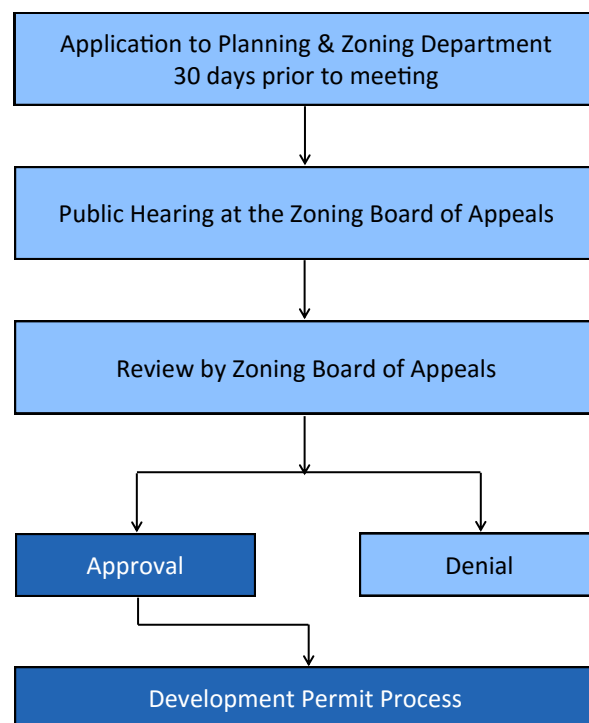 Application to Planning & Zoning Department
30 days prior to meeting
Public Hearing at the Zoning Board of Appeals
Review by Zoning Board of Appeals
Approval
Denial
Development Permit Process